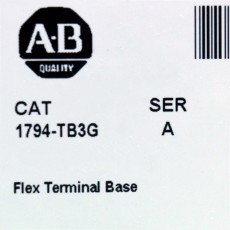 A-B
QUALITY
CAT SER
1794-TB3G A
Flex Terminal Base